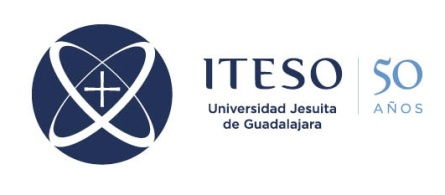 ITESO
Universidad Jesuita
de Guadalajara
50
AÑOS